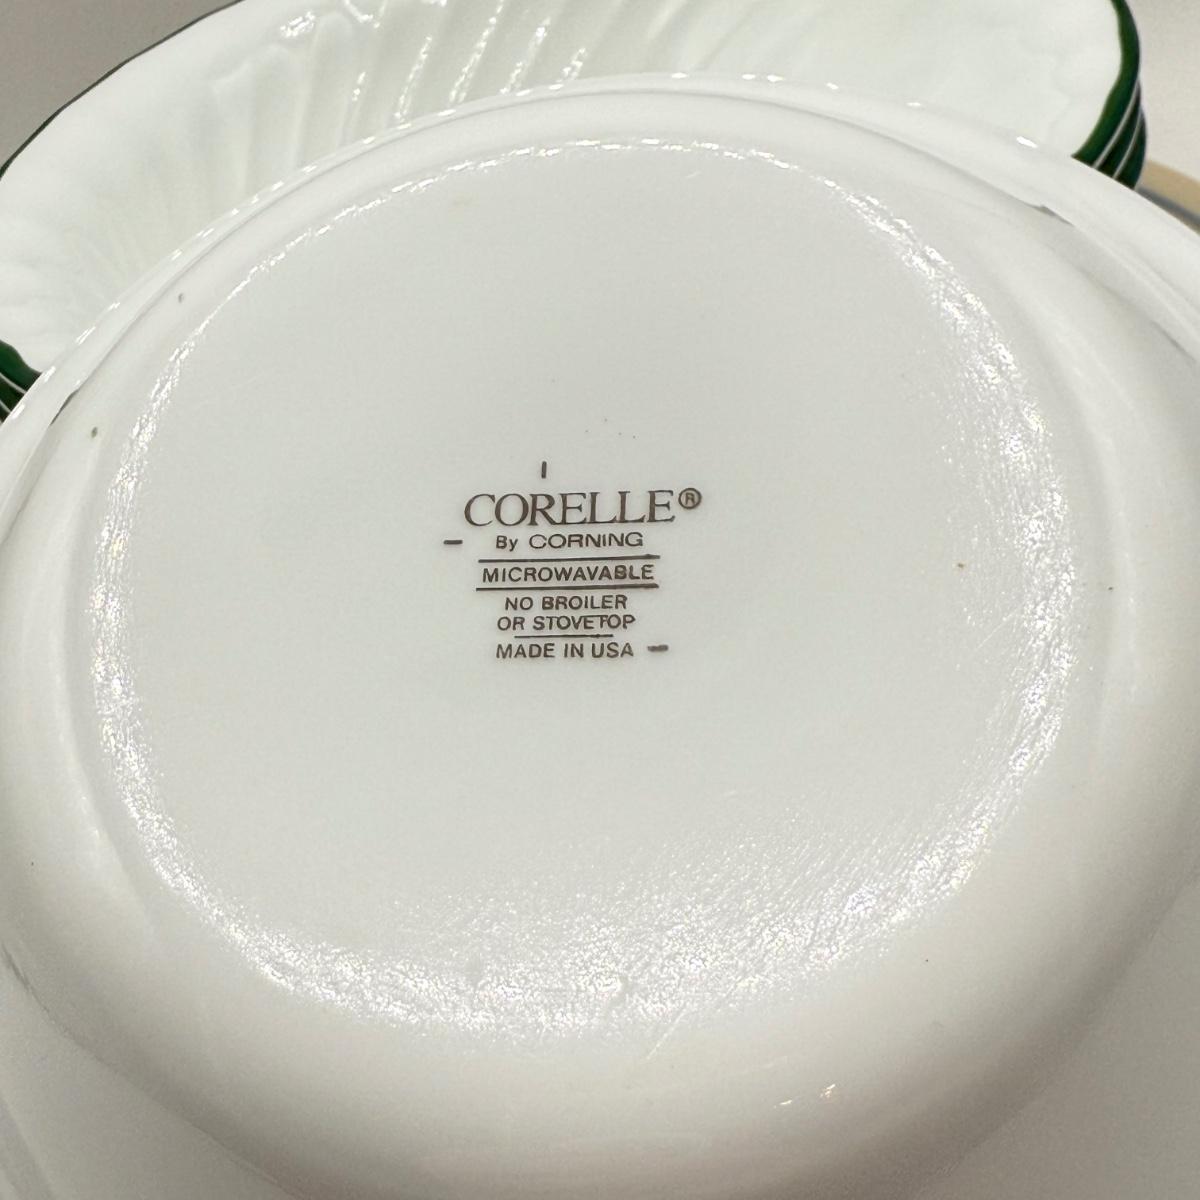 CORELLE®
By CORNING
MICROWAVABLE
NO BROILER
OR STOVETOP
MADE IN USA